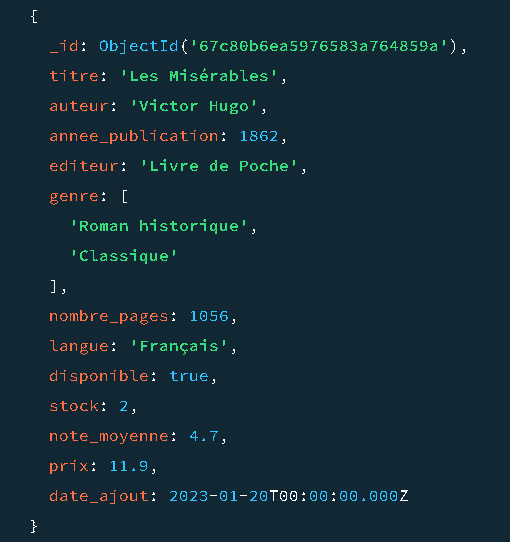 {
  _id: ObjectId('67c80b6ea5976583a764859a'),
  titre: 'Les Misérables',
  auteur: 'Victor Hugo',
  annee_publication: 1862,
  editeur: 'Livre de Poche',
  genre: [
    'Roman historique',
    'Classique'
  ],
  nombre_pages: 1056,
  langue: 'Français',
  disponible: true,
  stock: 2,
  note_moyenne: 4.7,
  prix: 11.9,
  date_ajout: 2023-01-20T00:00:00.000Z
}